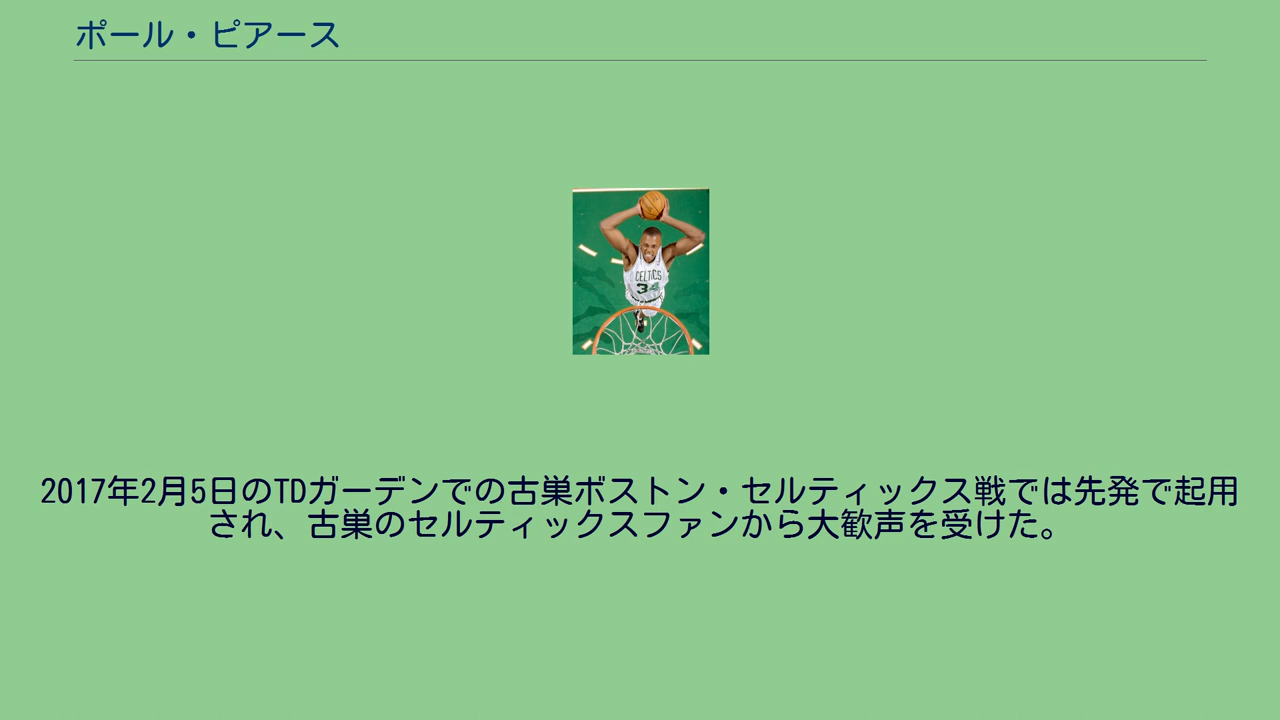 ポール・ピアース
CELTICS
34
2017年2月5日のTDガーデンでの古巣ボストン・セルティックス戦では先発で起用
され、古巣のセルティックスファンから大歓声を受けた。